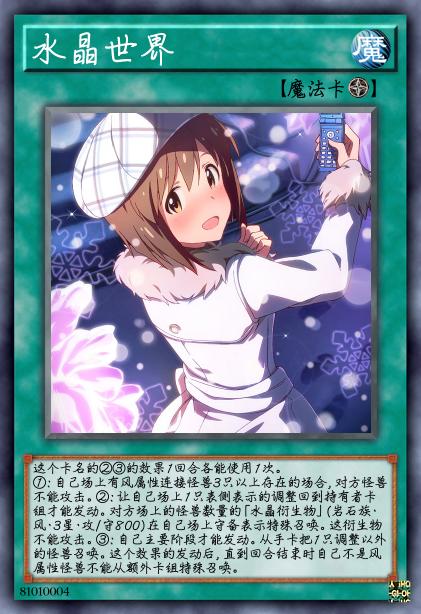 水晶世界
魔
【魔法卡】
这个卡名的②③的效果1回合各能使用1次。
①:自己场上有风属性连接怪兽3只以上存在的场合,对方怪兽
不能攻击。②:让自己场上1只表侧表示的调整回到持有者卡
组才能发动。对方场上的怪兽数量的「水晶衍生物」(岩石族·
风·3星·攻/守800)在自己场上守备表示特殊召唤。这衍生物
不能攻击。③:自己主要阶段才能发动。从手卡把1只调整以外
的怪兽召唤。这个效果的发动后,直到回合结束时自己不是风
属性怪兽不能从额外卡组特殊召唤。
81010004